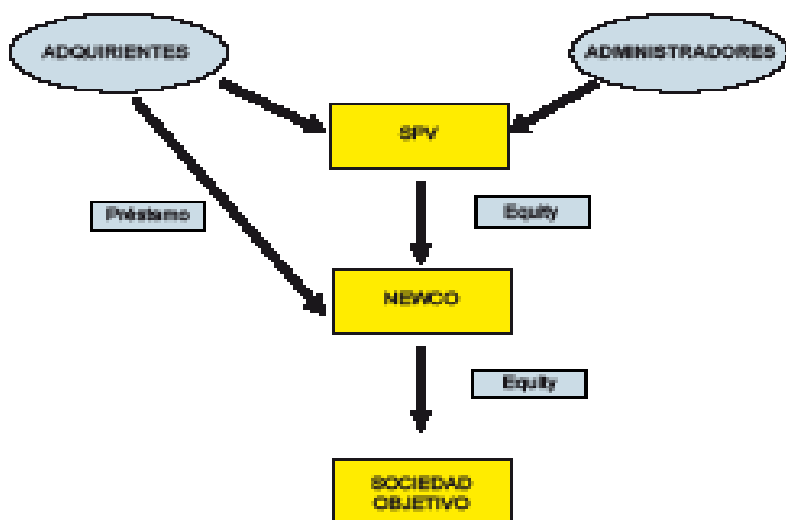 ADQUIRIENTES
ADMINISTRADORES
SPV
Préstamo
Equity
NEWCO
Equity
SOCIEDAD
OBJETIVO